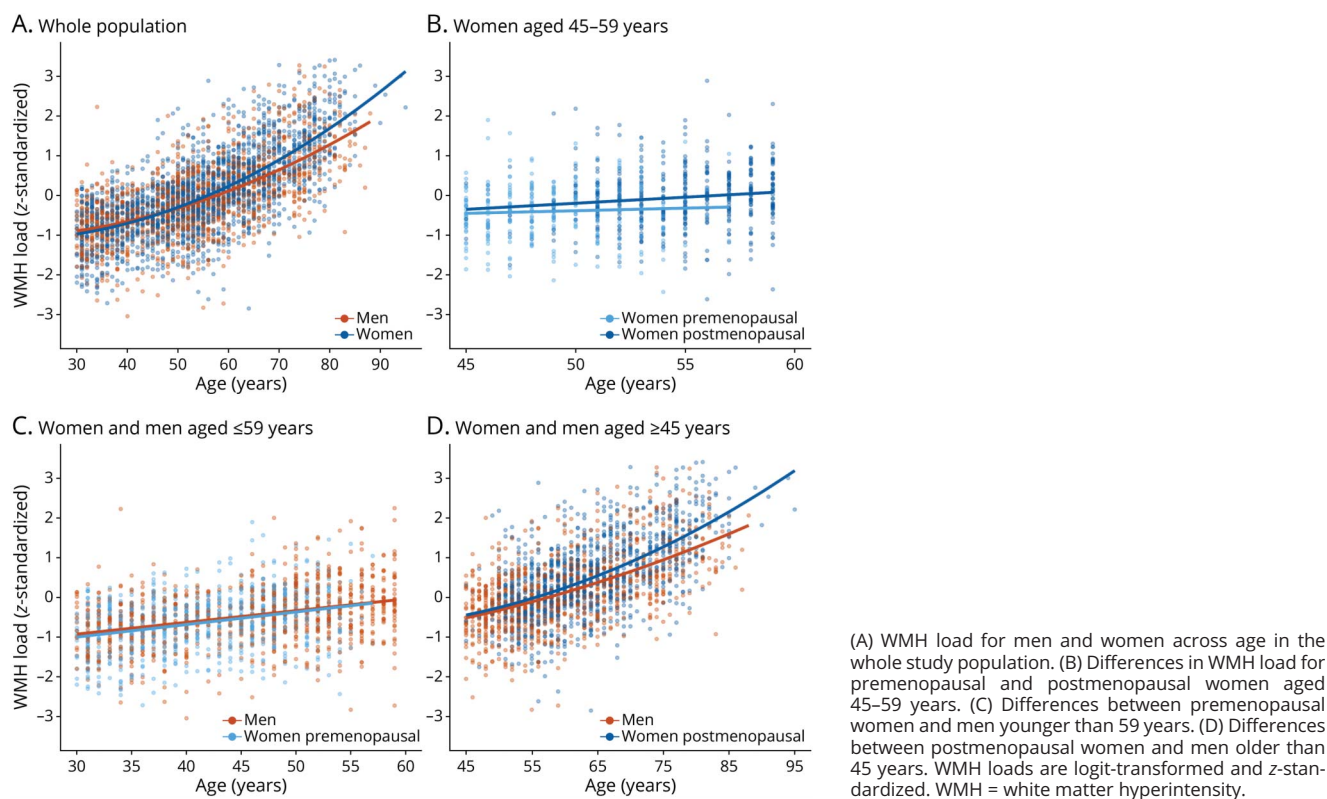 A. Whole population
WMH load (z-standardized)
3
2
1
0
–1
–2
–3
Men
Women
30 40 50 60 70 80 90
Age (years)
B. Women aged 45–59 years
3
2
1
0
–1
–2
–3
Women premenopausal
Women postmenopausal
45 50 55 60
Age (years)
C. Women and men aged ≤59 years
WMH load (z-standardized)
3
2
1
0
–1
–2
–3
Men
Women premenopausal
30 35 40 45 50 55 60
Age (years)
D. Women and men aged ≥45 years
3
2
1
0
–1
–2
–3
Men
Women postmenopausal
45 55 65 75 85 95
Age (years)
(A) WMH load for men and women across age in the
whole study population. (B) Differences in WMH load for
premenopausal and postmenopausal women aged
45–59 years. (C) Differences between premenopausal
women and men younger than 59 years. (D) Differences
between postmenopausal women and men older than
45 years. WMH loads are logit-transformed and z-stan-
dardized. WMH = white matter hyperintensity.